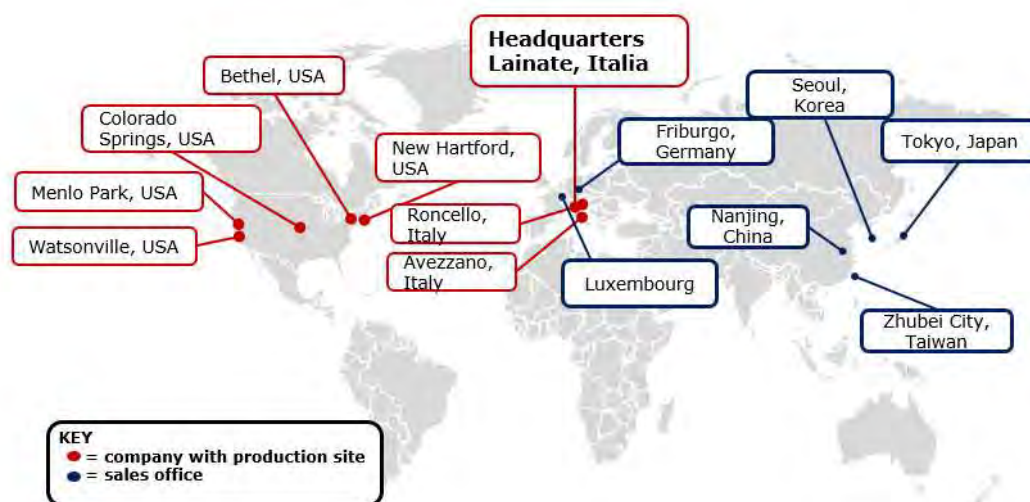 Headquarters
Lainate, Italia
Bethel, USA
Colorado
Springs, USA
New Hartford,
USA
Menlo Park, USA
Watsonville, USA
Roncello,
Italy
Avezzano,
Italy
Friburgo,
Germany
Luxembourg
Seoul,
Korea
Tokyo, Japan
Nanjing,
China
Zhubei City,
Taiwan
KEY
= company with production site
= sales office